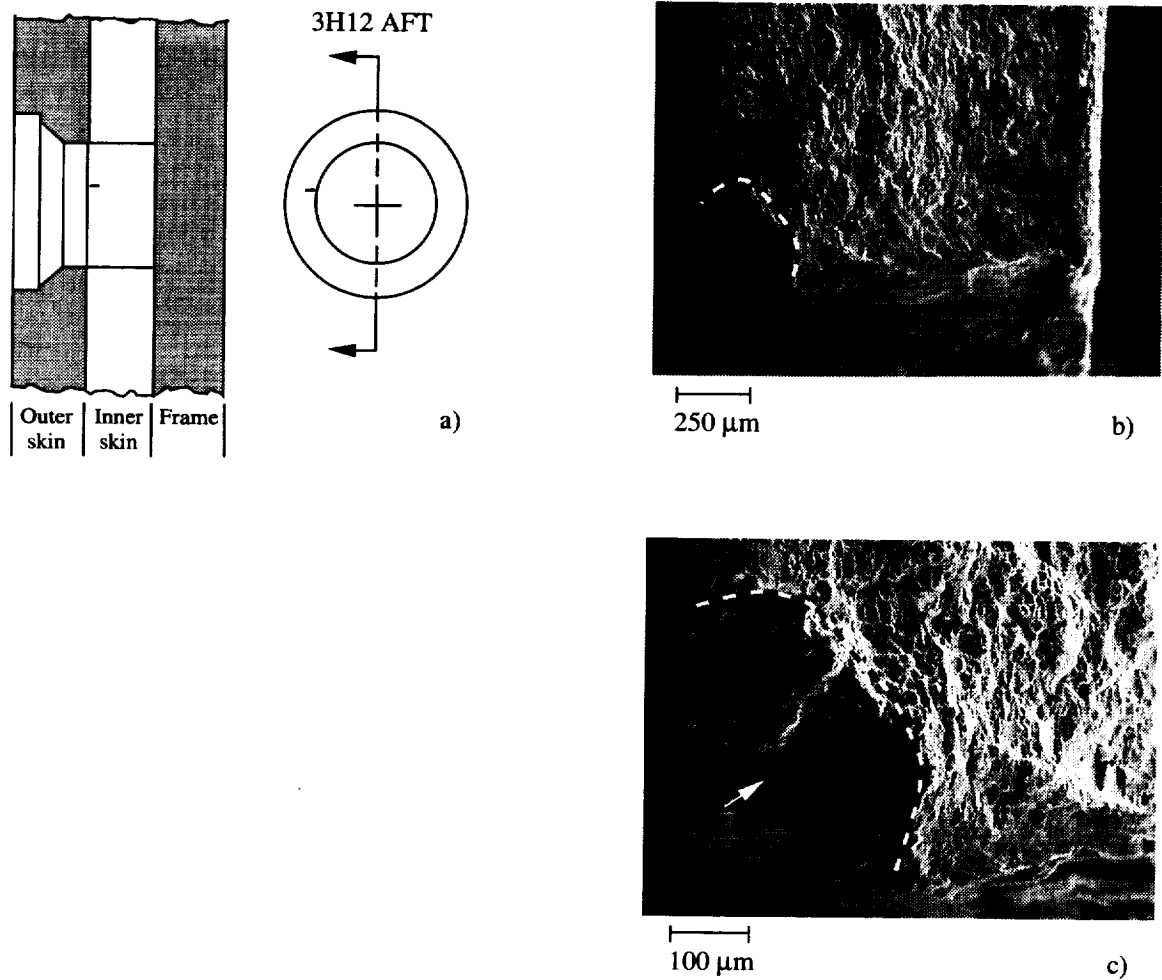 3H12 AFT
Outer skin
Inner skin
Frame
a)
250 μm
b)
100 μm
c)